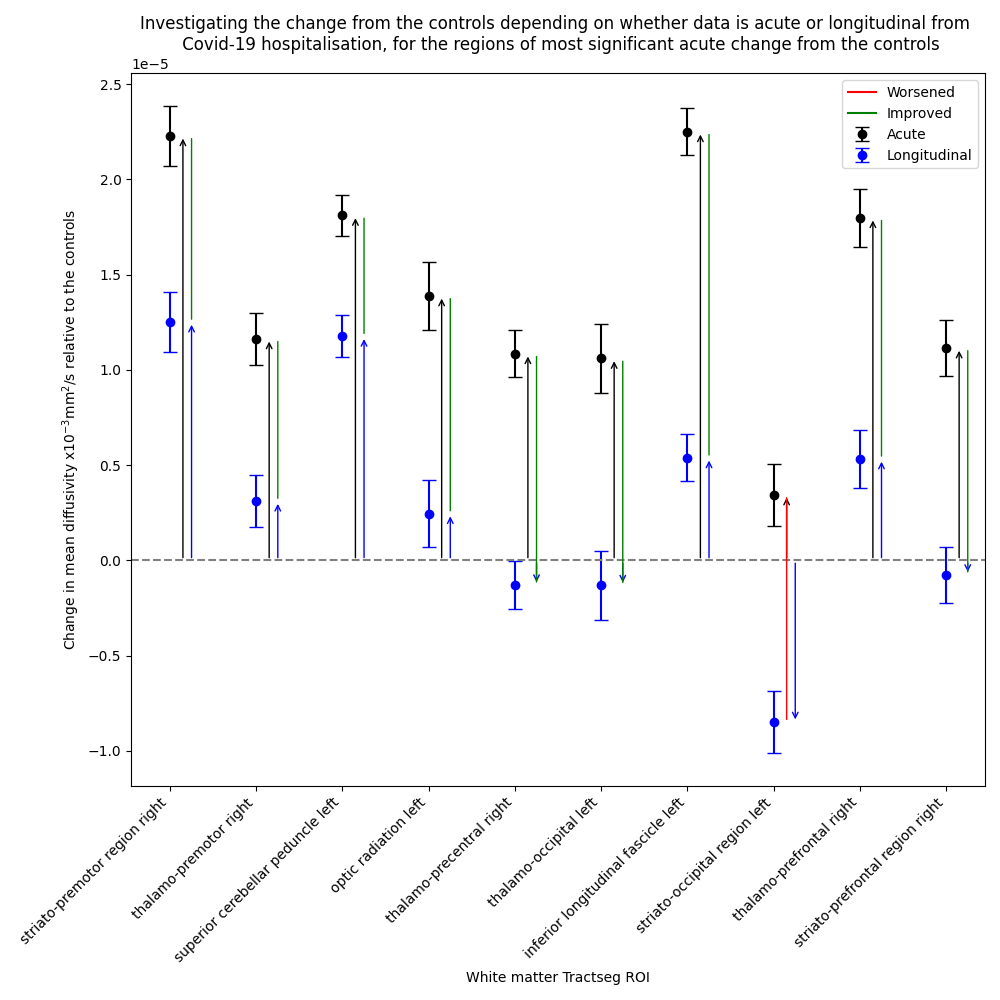 Investigating the change from the controls depending on whether data is acute or longitudinal from
Covid-19 hospitalisation, for the regions of most significant acute change from the controls
1e−5
2.5
2.0
1.5
1.0
0.5
0.0
−0.5
−1.0
Change in mean diffusivity x10⁻³mm²/s relative to the controls
Worsened
Improved
Acute
Longitudinal
striato-premotor region right
thalamo-premotor right
superior cerebellar peduncle left
optic radiation left
thalamo-precentral right
thalamo-occipital left
inferior longitudinal fascicle left
striato-occipital region left
thalamo-prefrontal right
striato-prefrontal region right
White matter Tractseg ROI